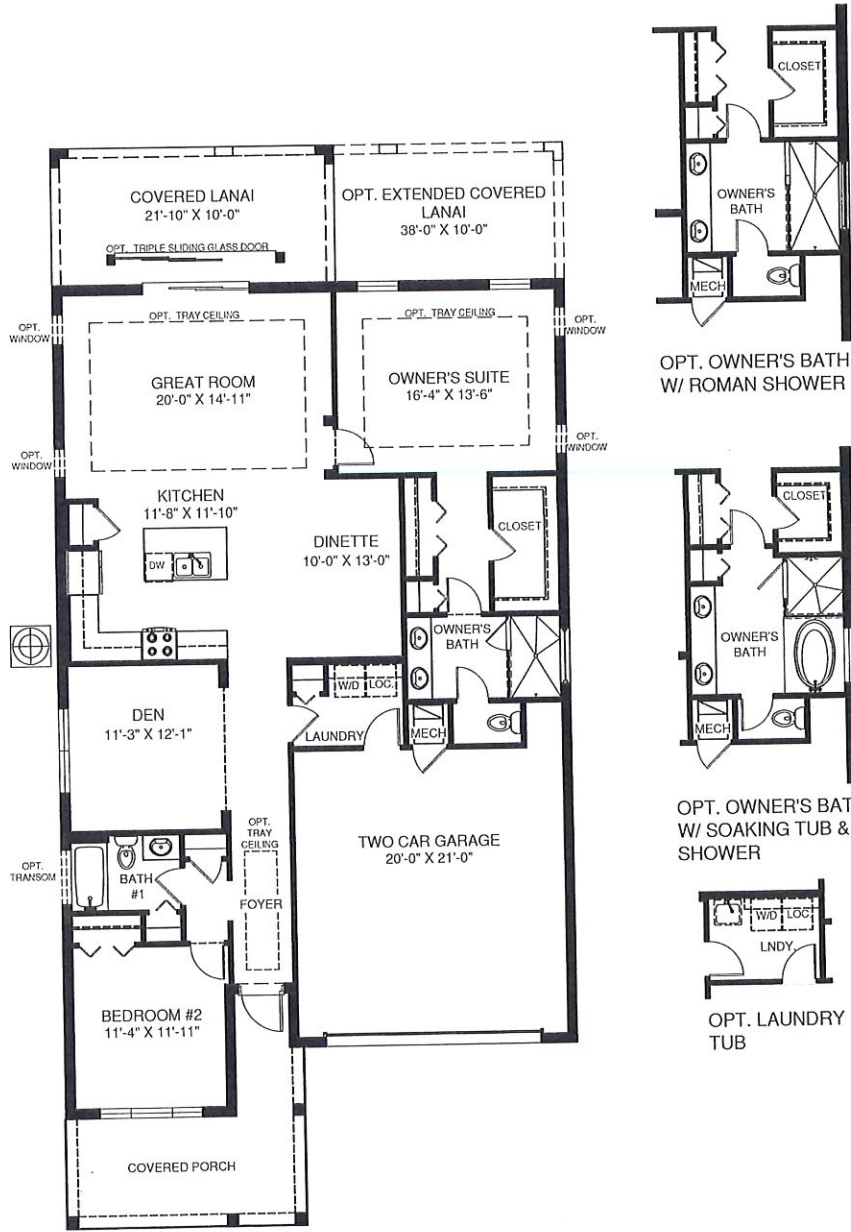 COVERED LANAI
21'-10" X 10'-0"
OPT. TRIPLE SLIDING GLASS DOOR
OPT. EXTENDED COVERED
LANAI
38'-0" X 10'-0"
OPT.
WINDOW
OPT. TRAY CEILING
GREAT ROOM
20'-0" X 14'-11"
OPT. TRAY CEILING
OWNER'S SUITE
16'-4" X 13'-6"
OPT.
WINDOW
OPT.
WINDOW
OPT.
WINDOW
KITCHEN
11'-8" X 11'-10"
DW
DINETTE
10'-0" X 13'-0"
CLOSET
OWNER'S
BATH
DEN
11'-3" X 12'-1"
W/D
LOC.
LAUNDRY
MECH
OPT.
TRANSOM
BATH
#1
OPT.
TRAY
CEILING
FOYER
TWO CAR GARAGE
20'-0" X 21'-0"
BEDROOM #2
11'-4" X 11'-11"
COVERED PORCH
CLOSET
OWNER'S
BATH
MECH
OPT. OWNER'S BATH
W/ ROMAN SHOWER
CLOSET
OWNER'S
BATH
MECH
OPT. OWNER'S BAT
W/ SOAKING TUB &
SHOWER
W/D
LOC.
LNDY.
OPT. LAUNDRY
TUB